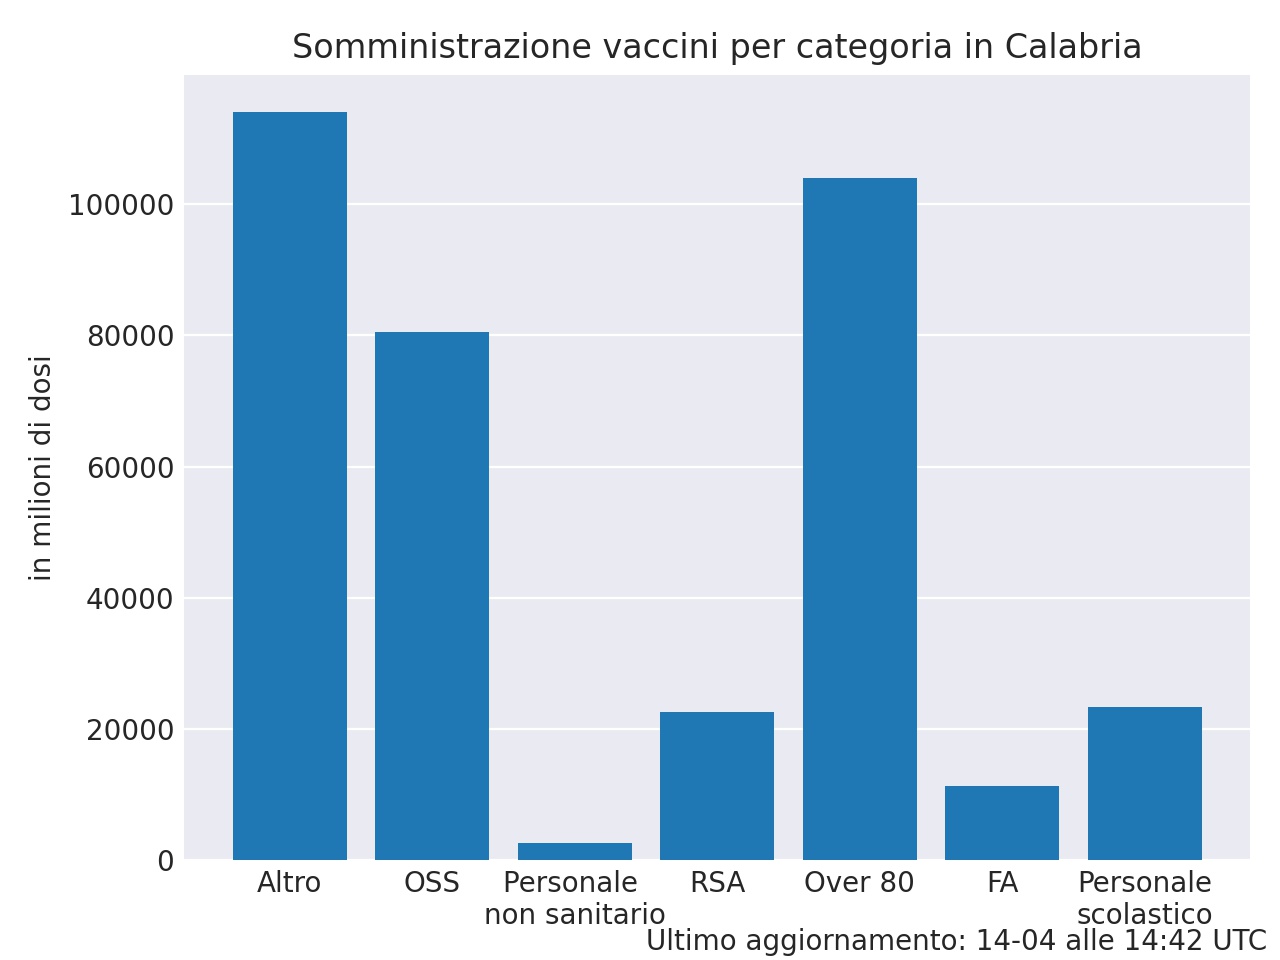 Somministrazione vaccini per categoria in Calabria
in milioni di dosi
100000
80000
60000
40000
20000
0
Altro
OSS
Personale
non sanitario
RSA
Over 80
FA
Personale
scolastico
Ultimo aggiornamento: 14-04 alle 14:42 UTC